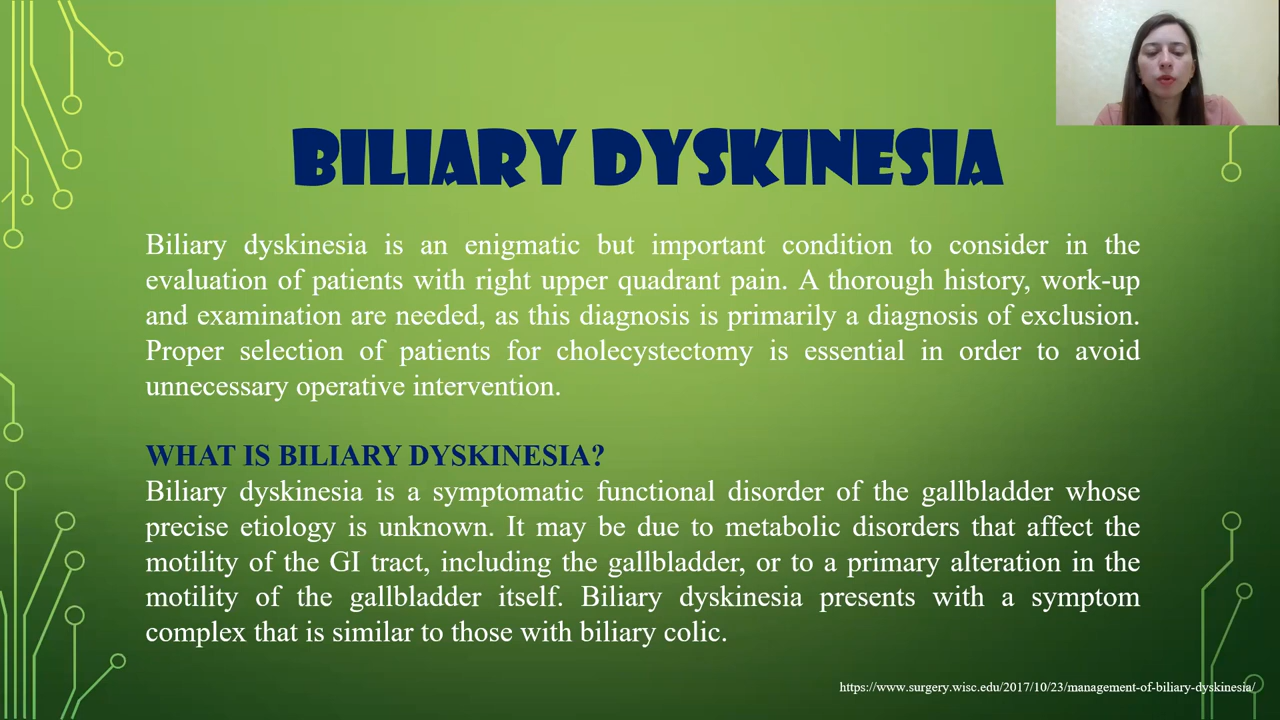 BILIARY DYSKINESIA
Biliary dyskinesia is an enigmatic but important condition to consider in the
evaluation of patients with right upper quadrant pain. A thorough history, work-up
and examination are needed, as this diagnosis is primarily a diagnosis of exclusion.
Proper selection of patients for cholecystectomy is essential in order to avoid
unnecessary operative intervention.
WHAT IS BILIARY DYSKINESIA?
Biliary dyskinesia is a symptomatic functional disorder of the gallbladder whose
precise etiology is unknown. It may be due to metabolic disorders that affect the
motility of the GI tract, including the gallbladder, or to a primary alteration in the
motility of the gallbladder itself. Biliary dyskinesia presents with a symptom
complex that is similar to those with biliary colic.
https://www.surgery.wisc.edu/2017/10/23/management-of-biliary-dyskinesia/